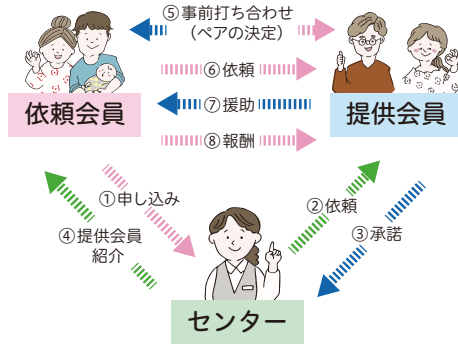 ⑤事前打ち合わせ
（ペアの決定）
⑥依頼
依頼会員
⑦援助
提供会員
⑧報酬
①申し込み
②依頼
③承諾
④提供会員
紹介
センター